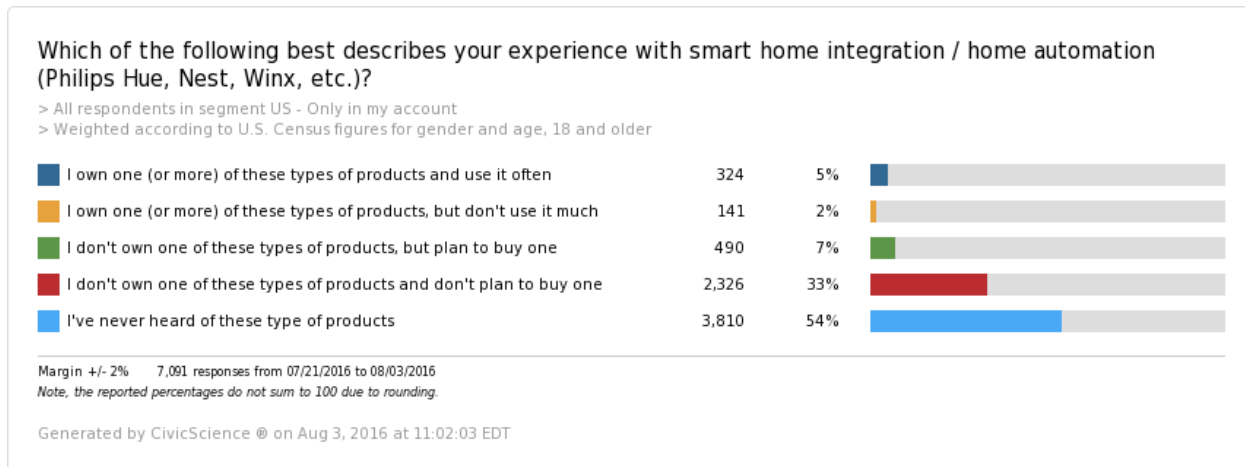 Which of the following best describes your experience with smart home integration / home automation
(Philips Hue, Nest, Winx, etc.)?
> All respondents in segment US - Only in my account
> Weighted according to U.S. Census figures for gender and age, 18 and older
I own one (or more) of these types of products and use it often 324 5%
I own one (or more) of these types of products, but don't use it much 141 2%
I don't own one of these types of products, but plan to buy one 490 7%
I don't own one of these types of products and don't plan to buy one 2,326 33%
I've never heard of these type of products 3,810 54%
Margin +/- 2% 7,091 responses from 07/21/2016 to 08/03/2016
Note, the reported percentages do not sum to 100 due to rounding.
Generated by CivicScience ® on Aug 3, 2016 at 11:02:03 EDT